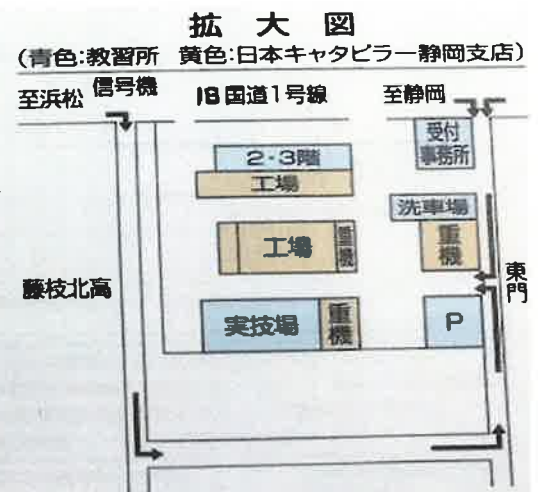 拡大図
(青色:教習所 黄色:日本キャタピラー静岡支店)
至浜松 信号機 旧国道1号線 至静岡
受付
事務所
2・3階
工場
洗車場
工場
重機
重機
藤枝北高
東門
実技場
重機
P